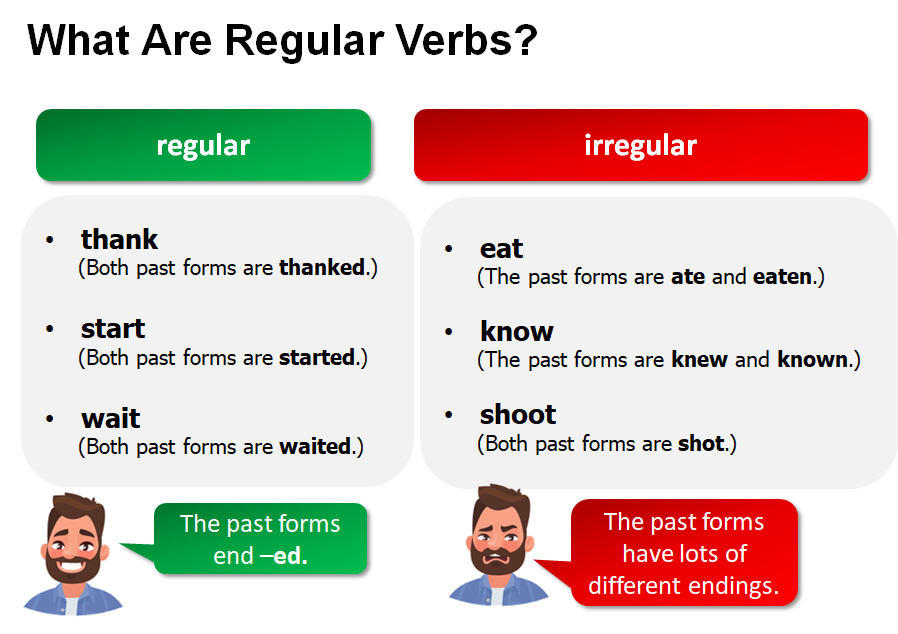 What Are Regular Verbs?
regular
• thank
(Both past forms are thanked.)
• start
(Both past forms are started.)
• wait
(Both past forms are waited.)
The past forms
end –ed.
irregular
• eat
(The past forms are ate and eaten.)
• know
(The past forms are knew and known.)
• shoot
(Both past forms are shot.)
The past forms
have lots of
different endings.